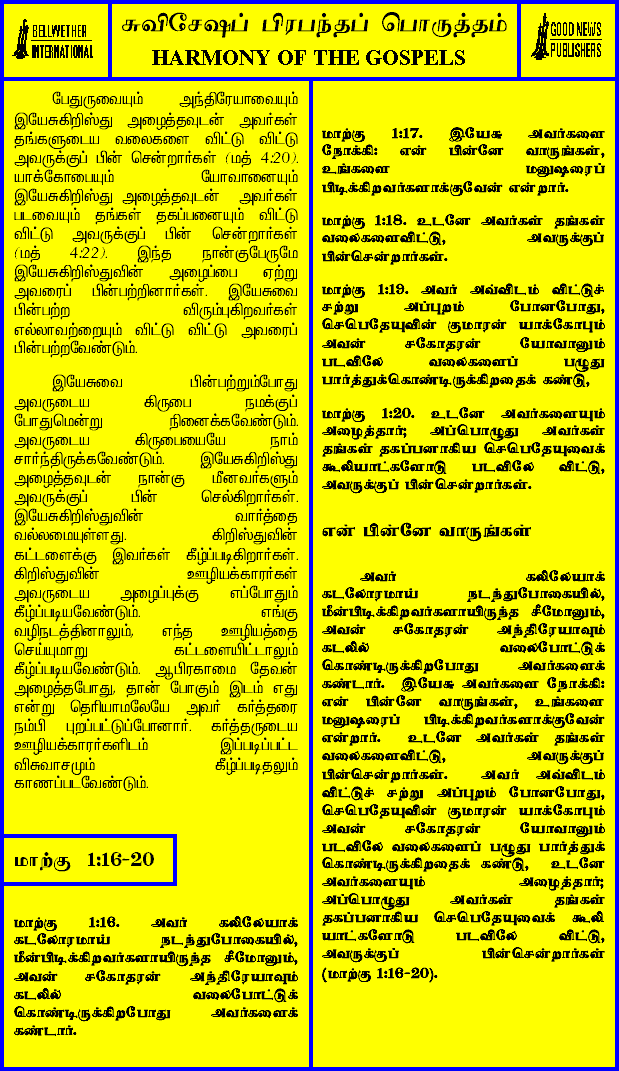 BELLWETHER
INTERNATIONAL
சுவிசேஷப் பிரபந்தப் பொருத்தம்
HARMONY OF THE GOSPELS
GOOD NEWS
PUBLISHERS
பேதுருவையும் அந்திரேயாவையும்
இயேசுகிறிஸ்து அழைத்தவுடன் அவர்கள்
தங்களுடைய வலைகளை விட்டு விட்டு
அவருக்குப் பின் சென்றார்கள் (மத் 4:20).
யாக்கோபையும் யோவானையும்
இயேசுகிறிஸ்து அழைத்தவுடன் அவர்கள்
படவையும் தங்கள் தகப்பனையும் விட்டு
விட்டு அவருக்குப் பின் சென்றார்கள்
(மத் 4:22). இந்த நான்குபேருமே
இயேசுகிறிஸ்துவின் அழைப்பை ஏற்று
அவரைப் பின்பற்றினார்கள். இயேசுவை
பின்பற்ற விரும்புகிறவர்கள்
எல்லாவற்றையும் விட்டு விட்டு அவரைப்
பின்பற்றவேண்டும்.
இயேசுவை பின்பற்றும்போது
அவருடைய கிருபை நமக்குப்
போதுமென்று நினைக்கவேண்டும்.
அவருடைய கிருபையையே நாம்
சார்ந்திருக்கவேண்டும். இயேசுகிறிஸ்து
அழைத்தவுடன் நான்கு மீனவர்களும்
அவருக்குப் பின் செல்கிறார்கள்.
இயேசுகிறிஸ்துவின் வார்த்தை
வல்லமையுள்ளது. கிறிஸ்துவின்
கட்டளைக்கு இவர்கள் கீழ்ப்படிகிறார்கள்.
கிறிஸ்துவின் ஊழியக்காரர்கள்
அவருடைய அழைப்புக்கு எப்போதும்
கீழ்ப்படியவேண்டும். எங்கு
வழிநடத்தினாலும், எந்த ஊழியத்தை
செய்யுமாறு கட்டளையிட்டாலும்
கீழ்ப்படியவேண்டும். ஆபிரகாமை தேவன்
அழைத்தபோது, தான் போகும் இடம் எது
என்று தெரியாமலேயே அவர் கர்த்தரை
நம்பி புறப்பட்டுப்போனார். கர்த்தருடைய
ஊழியக்காரர்களிடம் இப்படிப்பட்ட
விசுவாசமும் கீழ்ப்படிதலும்
காணப்படவேண்டும்.
மாற்கு 1:16-20
மாற்கு 1:16. அவர் கலிலேயாக்
கடலோரமாய் நடந்துபோகையில்,
மீன்பிடிக்கிறவர்களாயிருந்த சீமோனும்,
அவன் சகோதரன் அந்திரேயாவும்
கடலில் வலைபோட்டுக்
கொண்டிருக்கிறபோது அவர்களைக்
கண்டார்.
மாற்கு 1:17. இயேசு அவர்களை
நோக்கி: என் பின்னே வாருங்கள்,
உங்களை மனுஷரைப்
பிடிக்கிறவர்களாக்குவேன் என்றார்.
மாற்கு 1:18. உடனே அவர்கள் தங்கள்
வலைகளைவிட்டு, அவருக்குப்
பின்சென்றார்கள்.
மாற்கு 1:19. அவர் அவ்விடம் விட்டுச்
சற்று அப்புறம் போனபோது,
செபெதேயுவின் குமாரன் யாக்கோபும்
அவன் சகோதரன் யோவானும்
படவிலே வலைகளைப் பழுது
பார்த்துக்கொண்டிருக்கிறதைக் கண்டு,
மாற்கு 1:20. உடனே அவர்களையும்
அழைத்தார்; அப்பொழுது அவர்கள்
தங்கள் தகப்பனாகிய செபெதேயுவைக்
கூலியாட்களோடு படவிலே விட்டு,
அவருக்குப் பின்சென்றார்கள்.
என் பின்னே வாருங்கள்
அவர் கலிலேயாக்
கடலோரமாய் நடந்துபோகையில்,
மீன்பிடிக்கிறவர்களாயிருந்த சீமோனும்,
அவன் சகோதரன் அந்திரேயாவும்
கடலில் வலைபோட்டுக்
கொண்டிருக்கிறபோது அவர்களைக்
கண்டார். இயேசு அவர்களை நோக்கி:
என் பின்னே வாருங்கள், உங்களை
மனுஷரைப் பிடிக்கிறவர்களாக்குவேன்
என்றார். உடனே அவர்கள் தங்கள்
வலைகளைவிட்டு, அவருக்குப்
பின்சென்றார்கள். அவர் அவ்விடம்
விட்டுச் சற்று அப்புறம் போனபோது,
செபெதேயுவின் குமாரன் யாக்கோபும்
அவன் சகோதரன் யோவானும்
படவிலே வலைகளைப் பழுது பார்த்துக்
கொண்டிருக்கிறதைக் கண்டு, உடனே
அவர்களையும் அழைத்தார்;
அப்பொழுது அவர்கள் தங்கள்
தகப்பனாகிய செபெதேயுவைக் கூலி
யாட்களோடு படவிலே விட்டு,
அவருக்குப் பின்சென்றார்கள்
(மாற்கு 1:16-20).